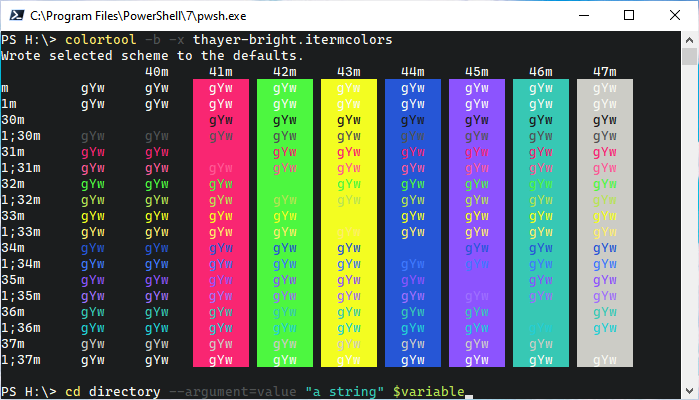 C:\Program Files\PowerShell\7\pwsh.exe
PS H:\> colortool -b -x thayer-bright.itermcolors
Wrote selected scheme to the defaults.
40m 41m 42m 43m 44m 45m 46m 47m
m gYw gYw gYw gYw gYw gYw gYw gYw gYw
1m gYw gYw gYw gYw gYw gYw gYw gYw gYw
30m gYw gYw gYw gYw gYw gYw gYw
1;30m gYw gYw gYw gYw gYw gYw gYw gYw gYw
31m gYw gYw gYw gYw gYw gYw gYw gYw
1;31m gYw gYw gYw gYw gYw gYw gYw gYw gYw
32m gYw gYw gYw gYw gYw gYw gYw gYw
1;32m gYw gYw gYw gYw gYw gYw gYw gYw gYw
33m gYw gYw gYw gYw gYw gYw gYw gYw
1;33m gYw gYw gYw gYw gYw gYw gYw gYw gYw
34m gYw gYw gYw gYw gYw gYw gYw gYw
1;34m gYw gYw gYw gYw gYw gYw gYw gYw gYw
35m gYw gYw gYw gYw gYw gYw gYw gYw
1;35m gYw gYw gYw gYw gYw gYw gYw gYw gYw
36m gYw gYw gYw gYw gYw gYw gYw gYw
1;36m gYw gYw gYw gYw gYw gYw gYw gYw gYw
37m gYw gYw gYw gYw gYw gYw gYw gYw
1;37m gYw gYw gYw gYw gYw gYw gYw gYw gYw
PS H:\> cd directory --argument=value "a string" $variable